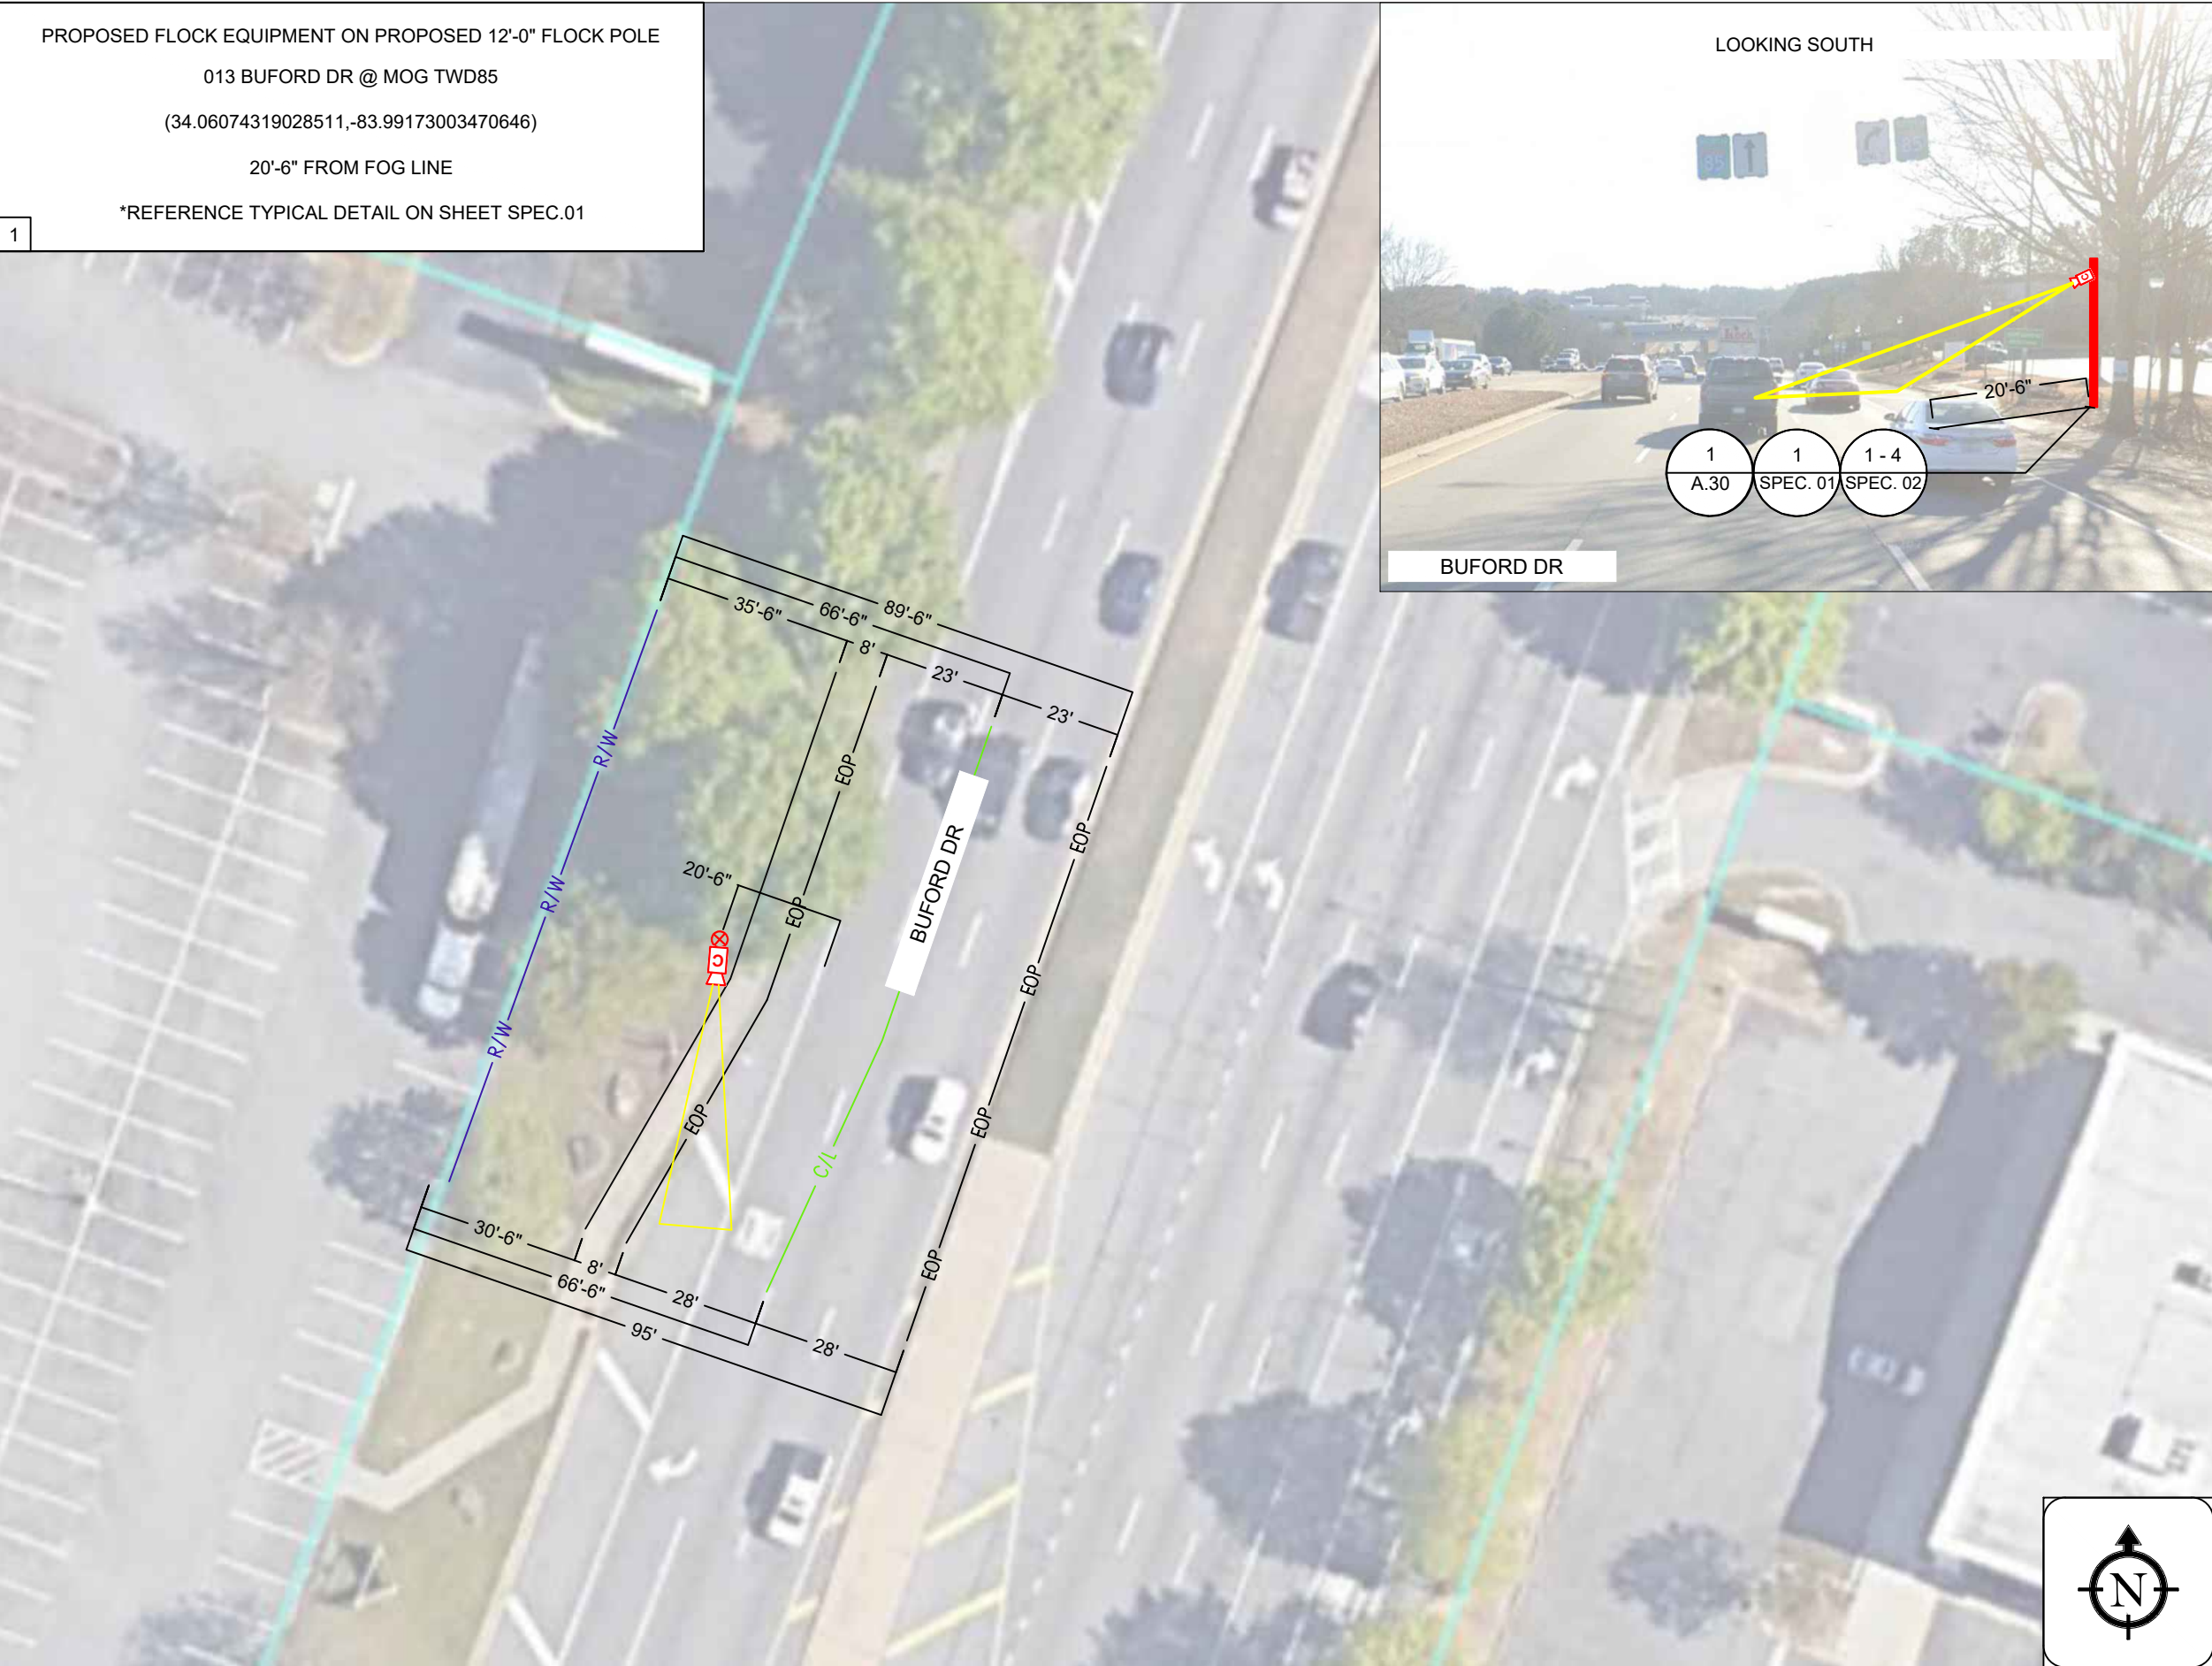 PROPOSED FLOCK EQUIPMENT ON PROPOSED 12'-0" FLOCK POLE
013 BUFORD DR @ MOG TWD85
(34.06074319028511,-83.99173003470646)
20'-6" FROM FOG LINE
*REFERENCE TYPICAL DETAIL ON SHEET SPEC.01
1
LOOKING SOUTH
85
85
20'-6"
1
A.30
1
SPEC. 01
1 - 4
SPEC. 02
BUFORD DR
89'-6"
66'-6"
35'-6"
8'
23'
23'
R/W
EOP
EOP
BUFORD DR
20'-6"
EOP
R/W
C
EOP
R/W
EOP
EOP
C/L
EOP
30'-6"
8'
28'
66'-6"
28'
95'
N